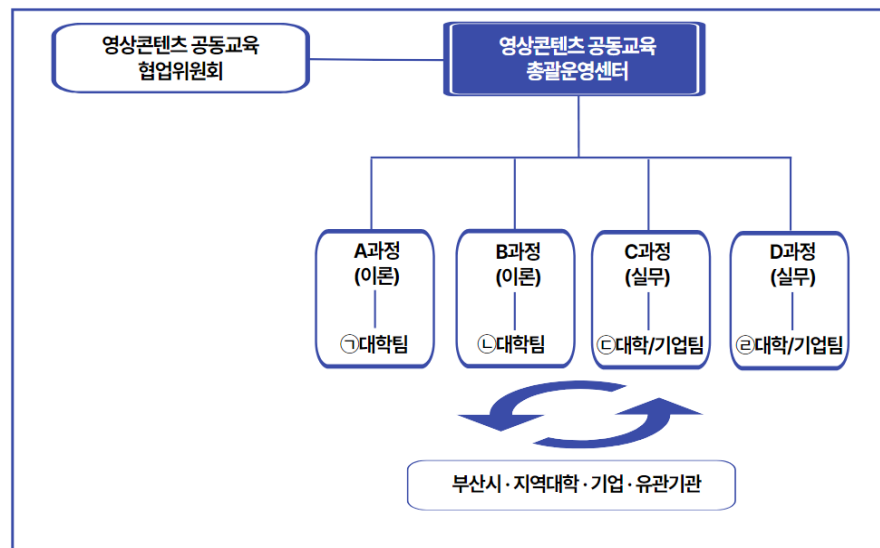 영상콘텐츠 공동교육
협업위원회
영상콘텐츠 공동교육
총괄운영센터
A과정
(이론)
㉠대학팀
B과정
(이론)
㉡대학팀
C과정
(실무)
㉢대학/기업팀
D과정
(실무)
㉣대학/기업팀
부산시 · 지역대학 · 기업 · 유관기관